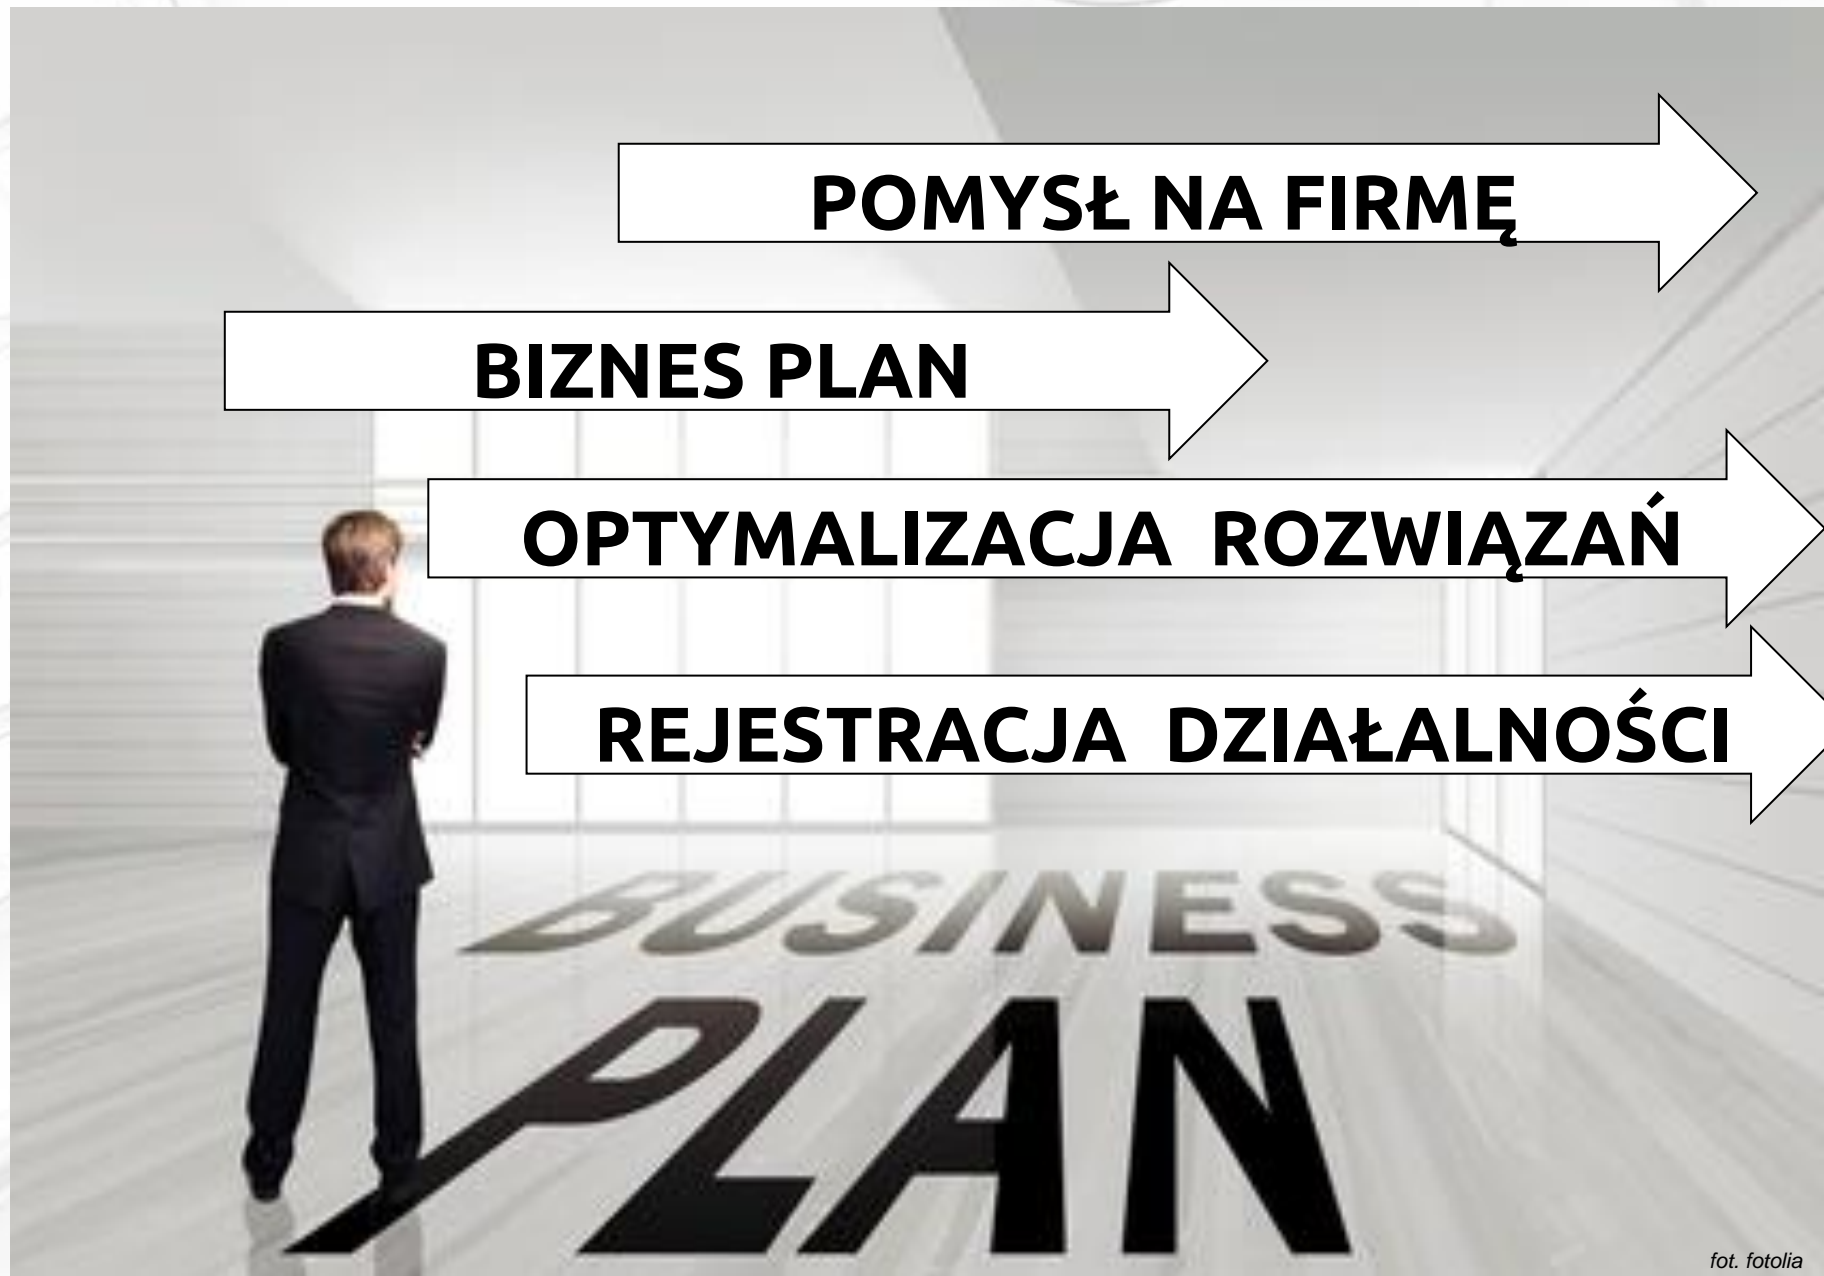 POMYSŁ NA FIRMĘ
BIZNES PLAN
OPTYMALIZACJA ROZWIĄZAŃ
REJESTRACJA DZIAŁALNOŚCI
BUSINESS
PLAN
fot. fotolia